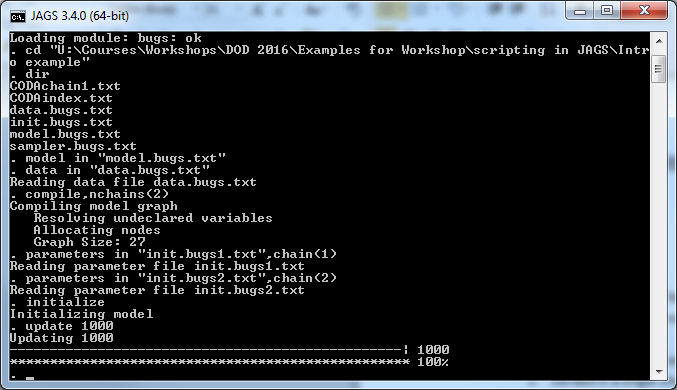 JAGS 3.4.0 (64-bit)
Loading module: bugs: ok
. cd "U:\Courses\Workshops\DOD 2016\Examples for Workshop\scripting in JAGS\Intr
o example"
. dir
CODAchain1.txt
CODAindex.txt
data.bugs.txt
init.bugs.txt
model.bugs.txt
sampler.bugs.txt
. model in "model.bugs.txt"
. data in "data.bugs.txt"
Reading data file data.bugs.txt
. compile,nchains(2)
Compiling model graph
   Resolving undeclared variables
   Allocating nodes
   Graph Size: 27
. parameters in "init.bugs1.txt",chain(1)
Reading parameter file init.bugs1.txt
. parameters in "init.bugs2.txt",chain(2)
Reading parameter file init.bugs2.txt
. initialize
Initializing model
. update 1000
Updating 1000
-------------------------------------------------| 1000
************************************************** 100%
. _